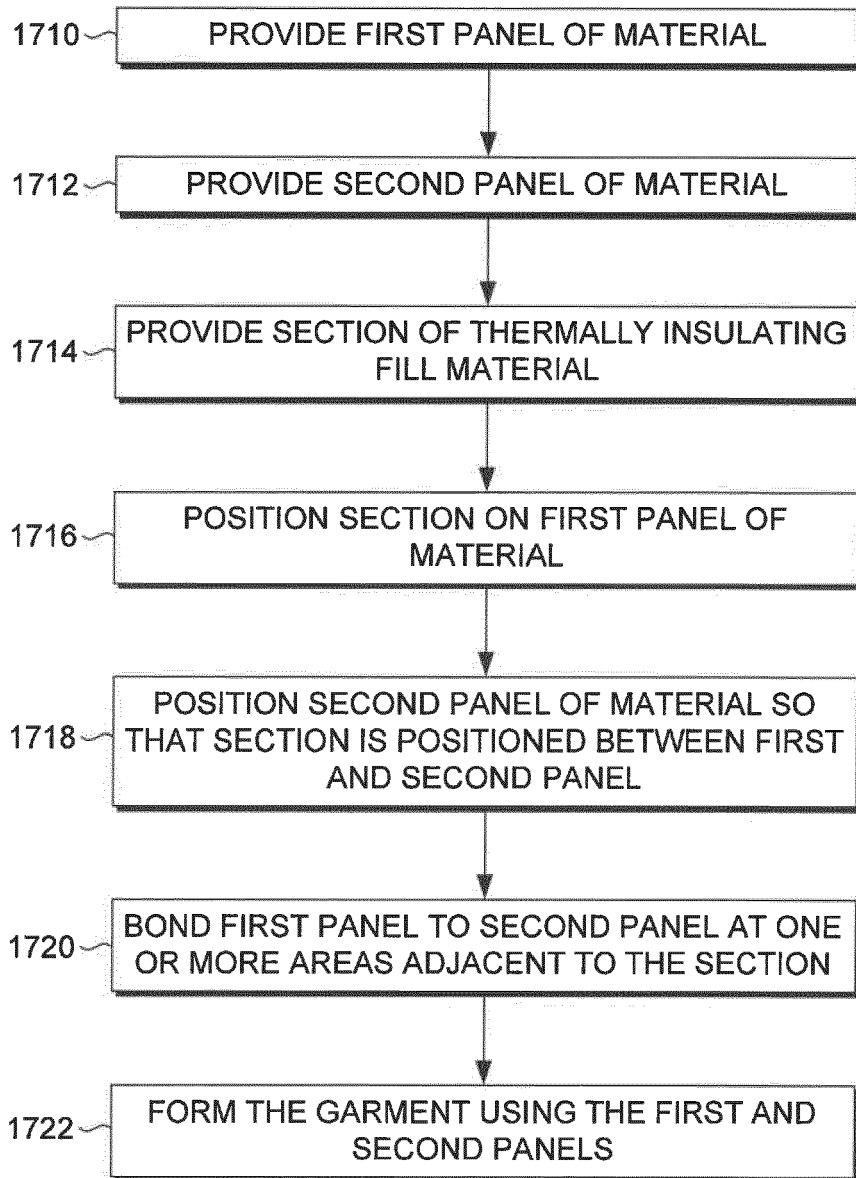 1710 PROVIDE FIRST PANEL OF MATERIAL
1712 PROVIDE SECOND PANEL OF MATERIAL
1714 PROVIDE SECTION OF THERMALLY INSULATING
FILL MATERIAL
1716 POSITION SECTION ON FIRST PANEL OF
MATERIAL
POSITION SECOND PANEL OF MATERIAL SO
1718 THAT SECTION IS POSITIONED BETWEEN FIRST
AND SECOND PANEL
1720 BOND FIRST PANEL TO SECOND PANEL AT ONE
OR MORE AREAS ADJACENT TO THE SECTION
1722 FORM THE GARMENT USING THE FIRST AND
SECOND PANELS